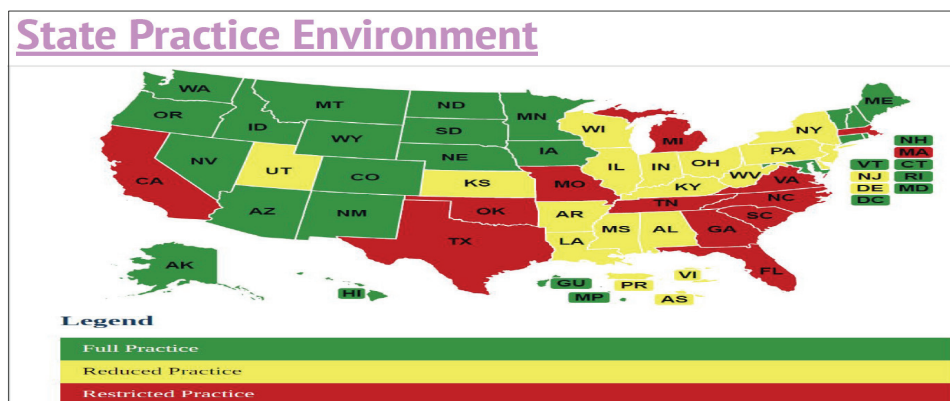 State Practice Environment
WA
ME
MT
ND
OR
MN
ID
WI
NY
SD
WY
MI
NH
IA
PA
MA
NE
NV
OH
VT
CT
IL
IN
UT
WV
NJ
RI
CO
VA
CA
KS
MO
KY
DE
MD
NC
DC
TN
OK
AZ
NM
AR
SC
MS
AL
GA
TX
LA
AK
FL
VI
GU
PR
HI
MP
AS
Legend
Full Practice
Reduced Practice
Restricted Practice